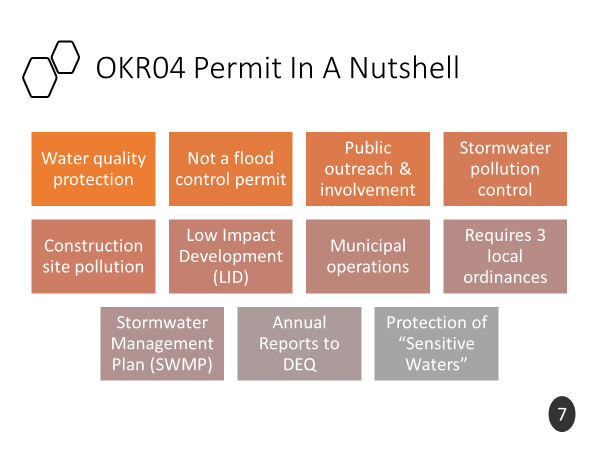 OKR04 Permit In A Nutshell
Water quality
protection
Not a flood
control permit
Public
outreach &
involvement
Stormwater
pollution
control
Construction
site pollution
Low Impact
Development
(LID)
Municipal
operations
Requires 3
local
ordinances
Stormwater
Management
Plan (SWMP)
Annual
Reports to
DEQ
Protection of
“Sensitive
Waters”
7